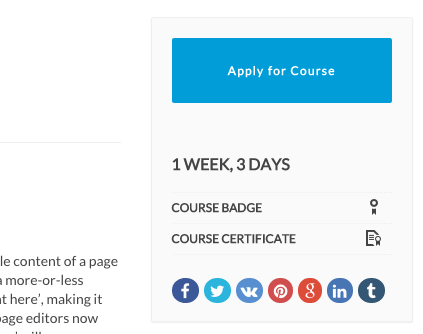 Apply for Course
1 WEEK, 3 DAYS
COURSE BADGE
COURSE CERTIFICATE
le content of a page
a more-or-less
t here', making it
page editors now